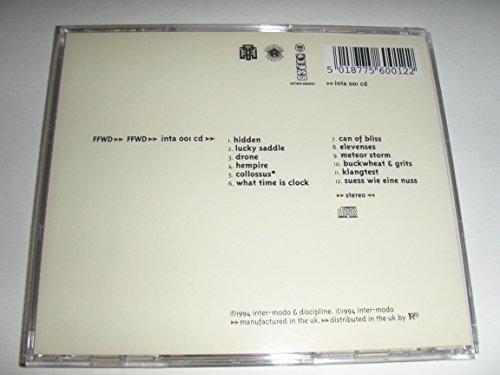 5 018775 600122
▸▸ inta 001 cd
FFWD▸▸ FFWD▸▸ inta 001 cd ▸▸
1. hidden
2. lucky saddle
3. drone
4. hempire
5. collossus*
6. what time is clock
7. can of bliss
8. elevenses
9. meteor storm
10. buckwheat & grits
11. klangtest
12. suess wie eine nuss
▸▸ stereo ◂◂
℗1994 inter-modo & discipline. ©1994 inter-modo
▸▸ manufactured in the uk. ▸▸ distributed in the uk by